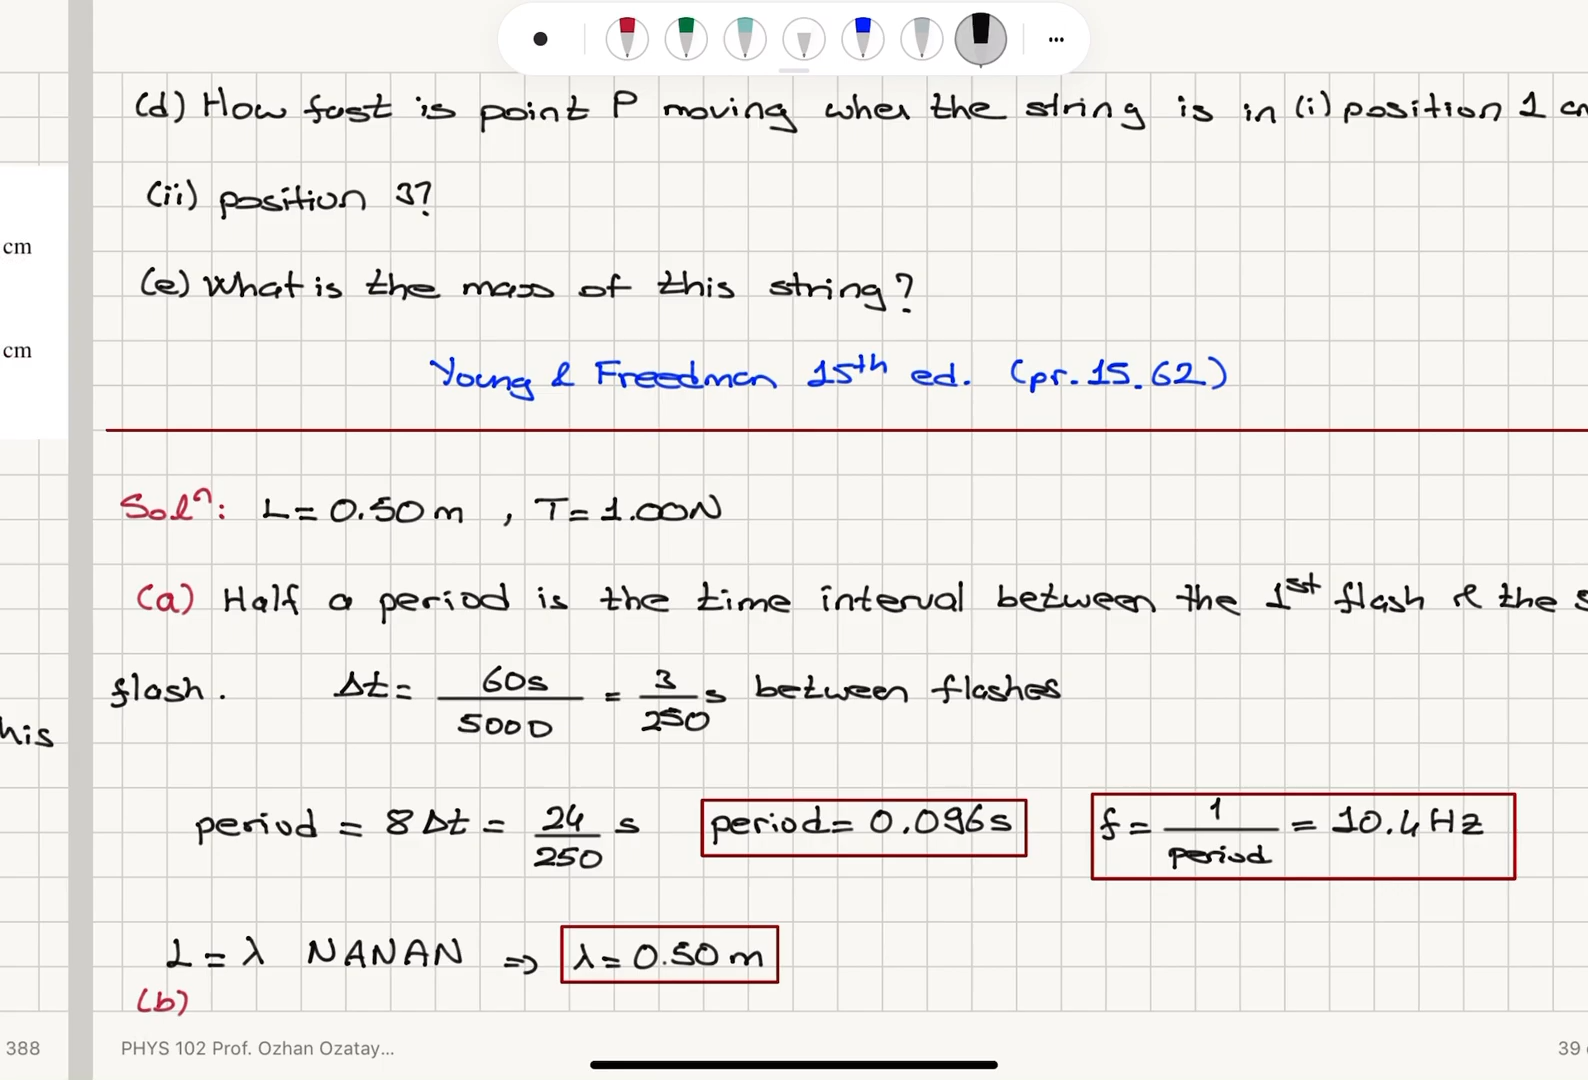 (d) How fast is point P moving when the string is in (i) position 1 an
(ii) position 3?
cm
(e) What is the mass of this string?
cm
Young & Freedman 15th ed. (pr. 15.62)
Solⁿ: L = 0.50 m , T = 1.00N
(a) Half a period is the time interval between the 1st flash & the s
flash. Δt = 60s / 5000 = 3/250 s between flashes
his
period = 8 Δt = 24/250 s period = 0.096s f = 1/period = 10.4 Hz
L = λ NANAN ⇒ λ = 0.50 m
(b)
388 PHYS 102 Prof. Ozhan Ozatay... 39